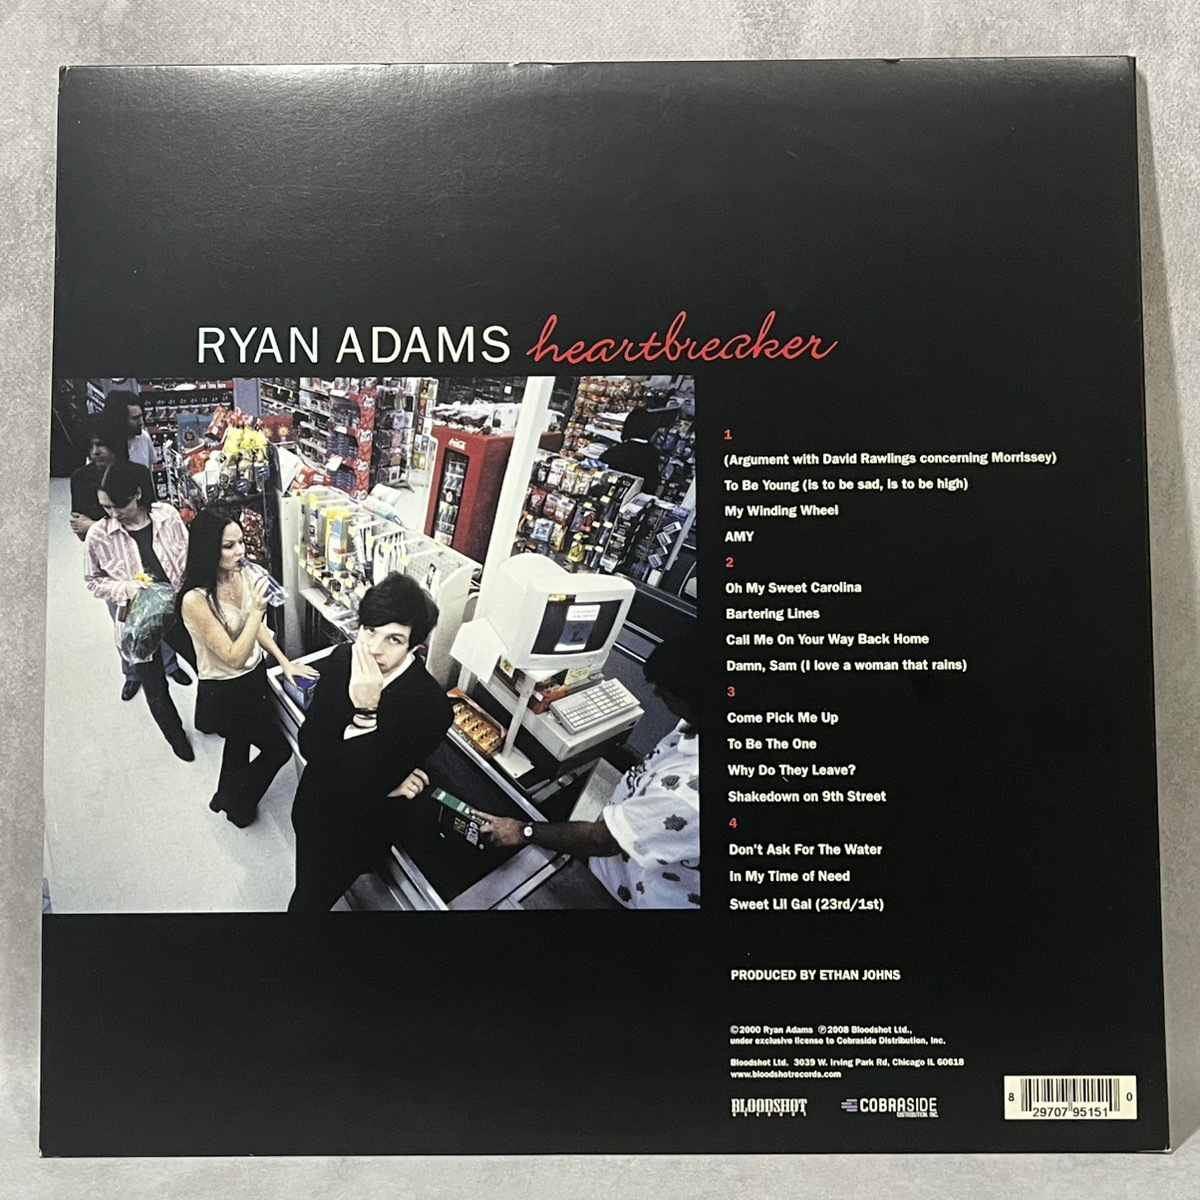 RYAN ADAMS heartbreaker
1
(Argument with David Rawlings concerning Morrissey)
To Be Young (is to be sad, is to be high)
My Winding Wheel
AMY
2
Oh My Sweet Carolina
Bartering Lines
Call Me On Your Way Back Home
Damn, Sam (I love a woman that rains)
3
Come Pick Me Up
To Be The One
Why Do They Leave?
Shakedown on 9th Street
4
Don't Ask For The Water
In My Time of Need
Sweet Lil Gal (23rd/1st)
PRODUCED BY ETHAN JOHNS
©2000 Ryan Adams ℗2008 Bloodshot Ltd.,
under exclusive license to Cobraside Distribution, Inc.
Bloodshot Ltd. 3039 W. Irving Park Rd, Chicago IL 60618
www.bloodshotrecords.com
BLOODSHOT
RECORDS
COBRASIDE
DISTRIBUTION INC.
8 29707 95151 0